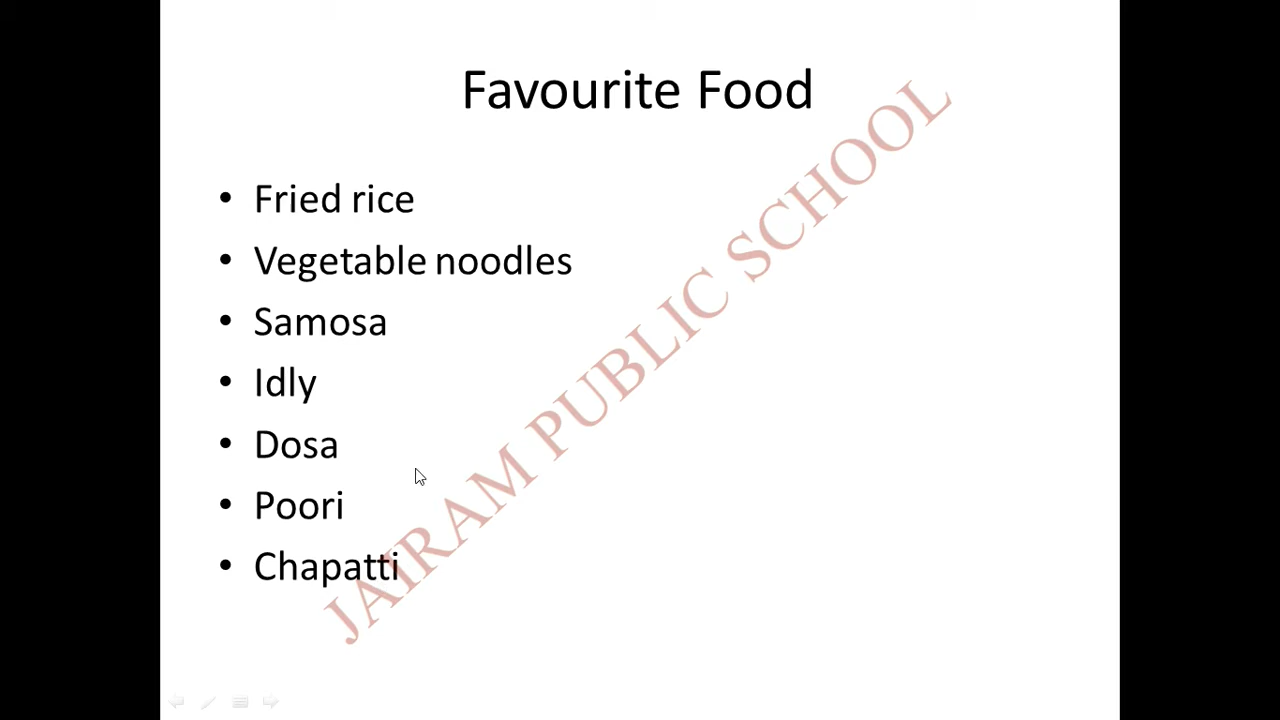 Favourite Food
• Fried rice
• Vegetable noodles
• Samosa
• Idly
• Dosa
• Poori
• Chapatti
JAIRAM PUBLIC SCHOOL